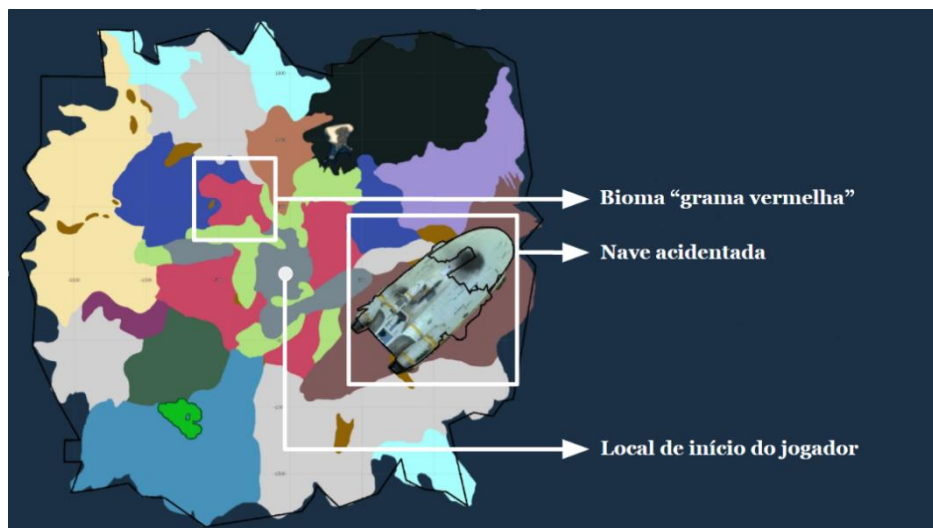 Bioma “grama vermelha”
Nave acidentada
Local de início do jogador